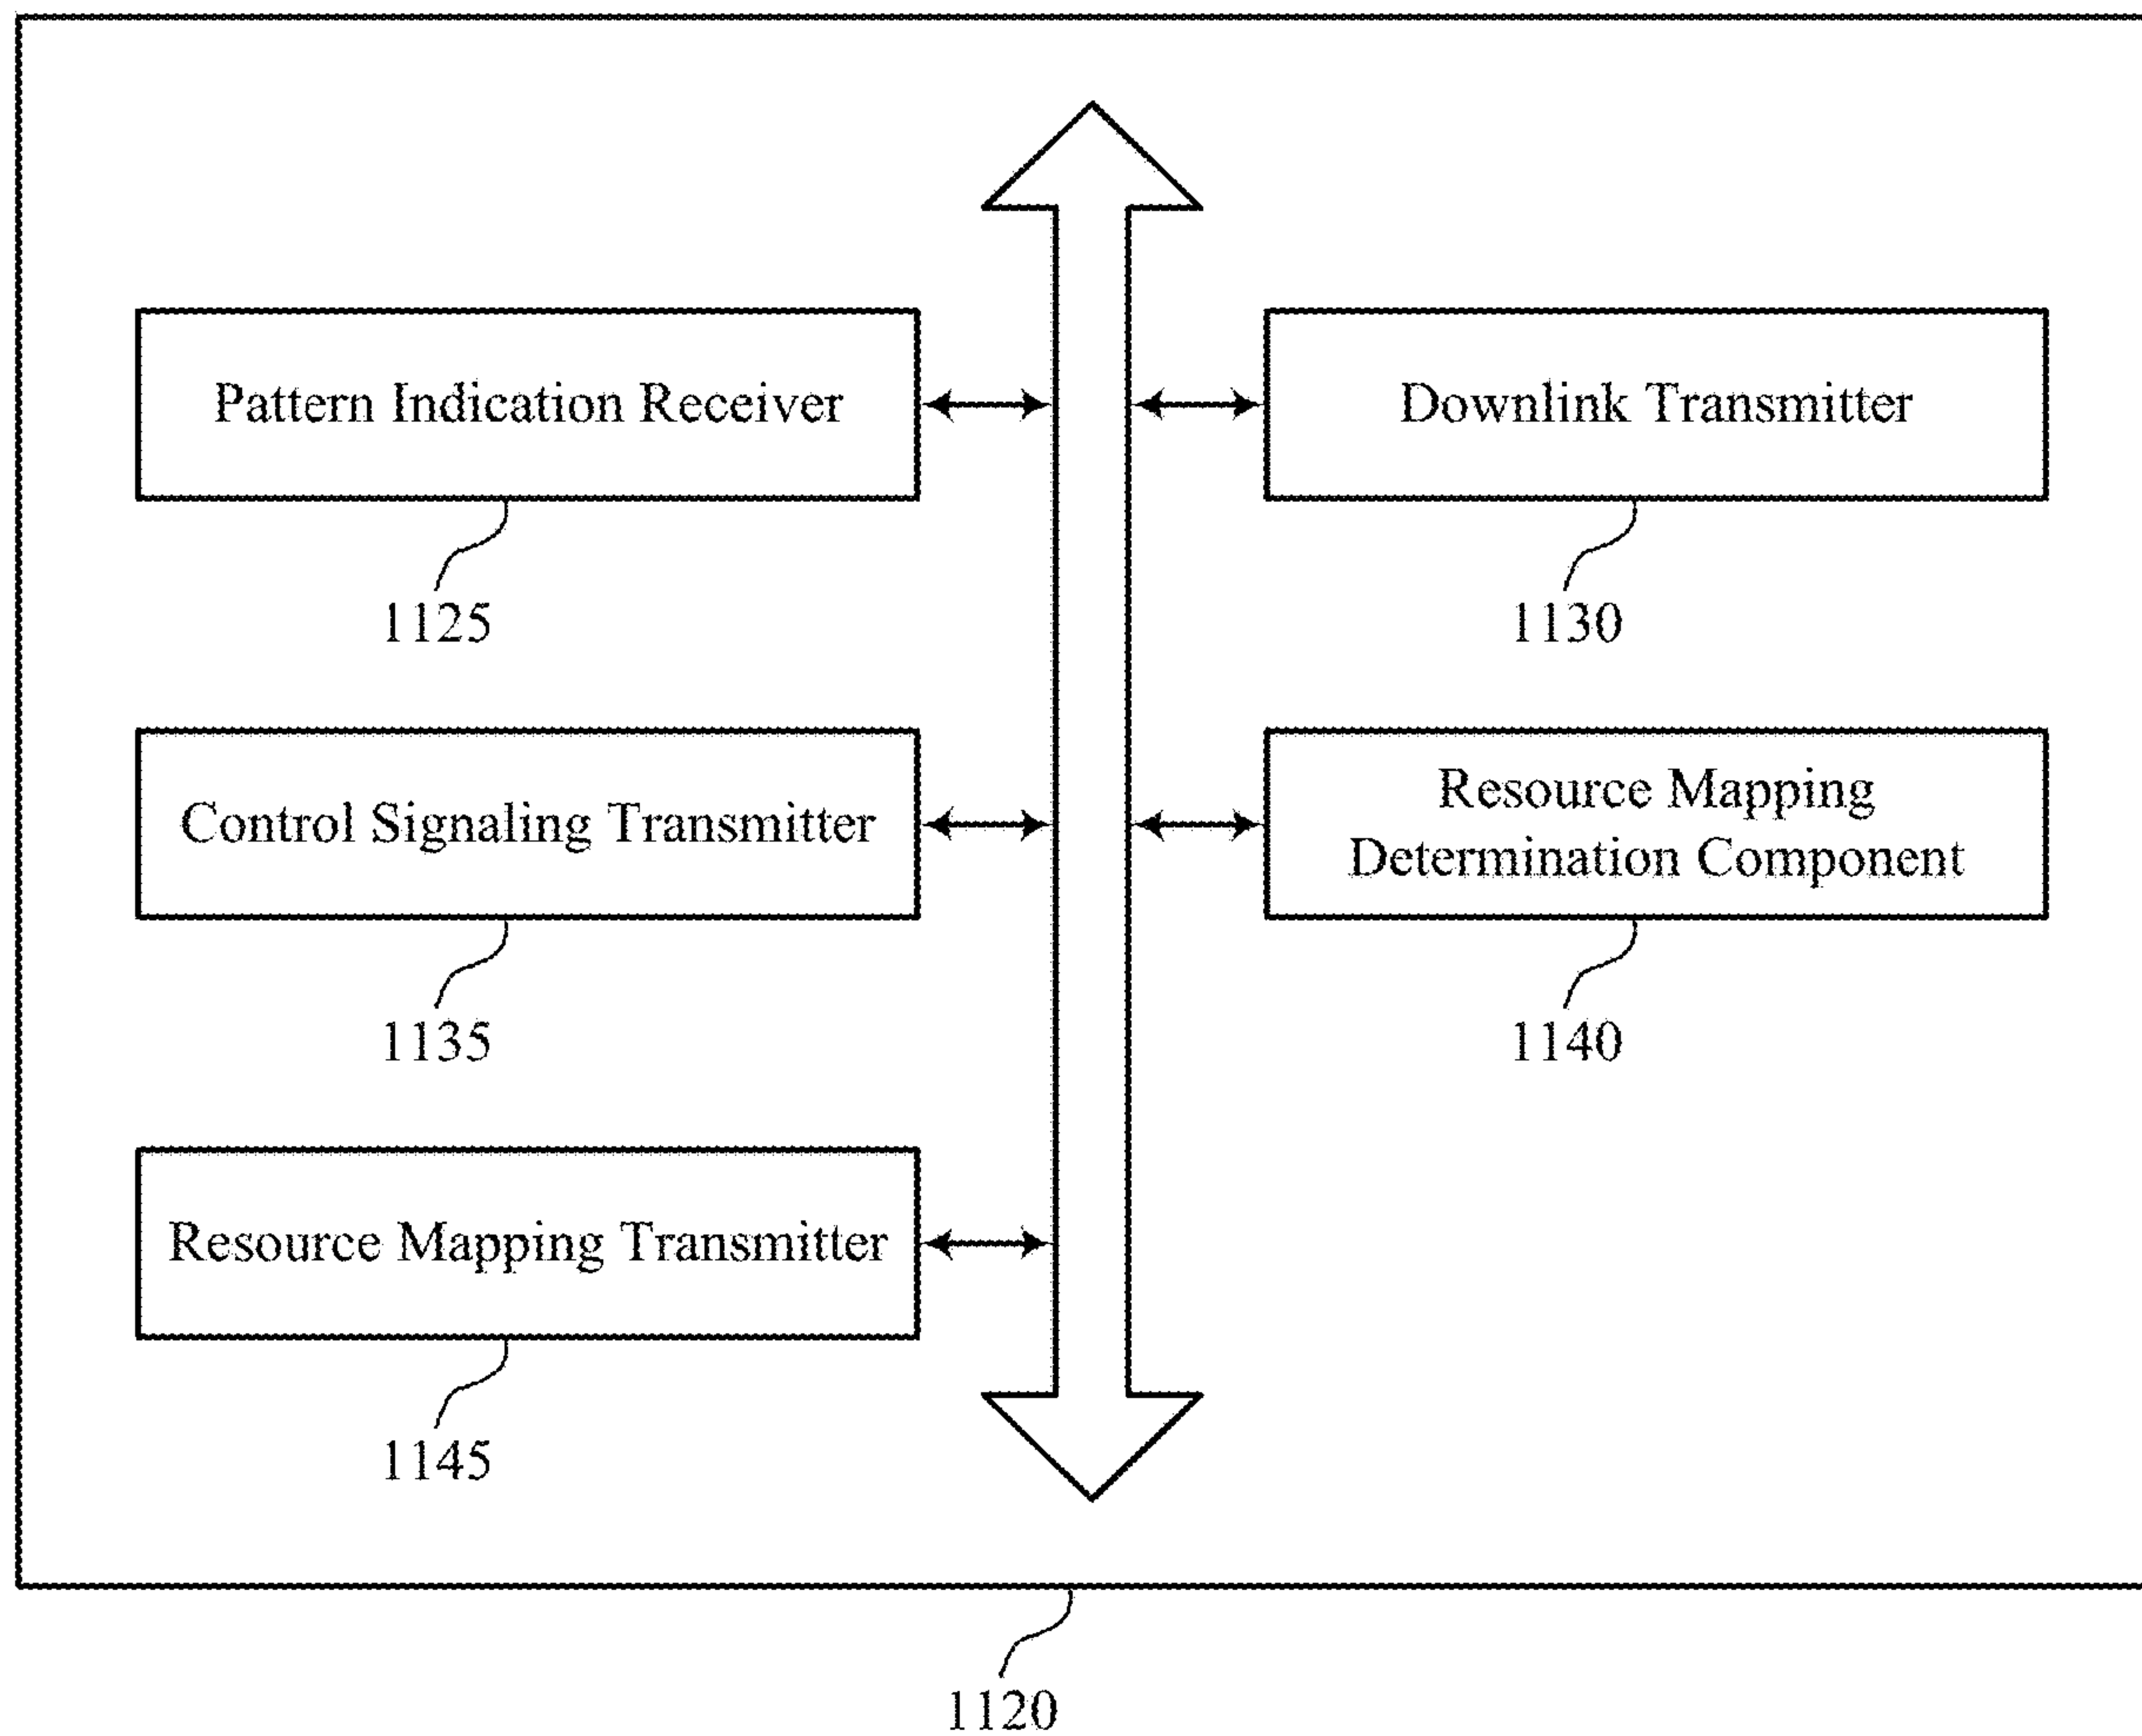 Pattern Indication Receiver
Downlink Transmitter
1125
1130
Control Signaling Transmitter
Resource Mapping
Determination Component
1135
1140
Resource Mapping Transmitter
1145
1120